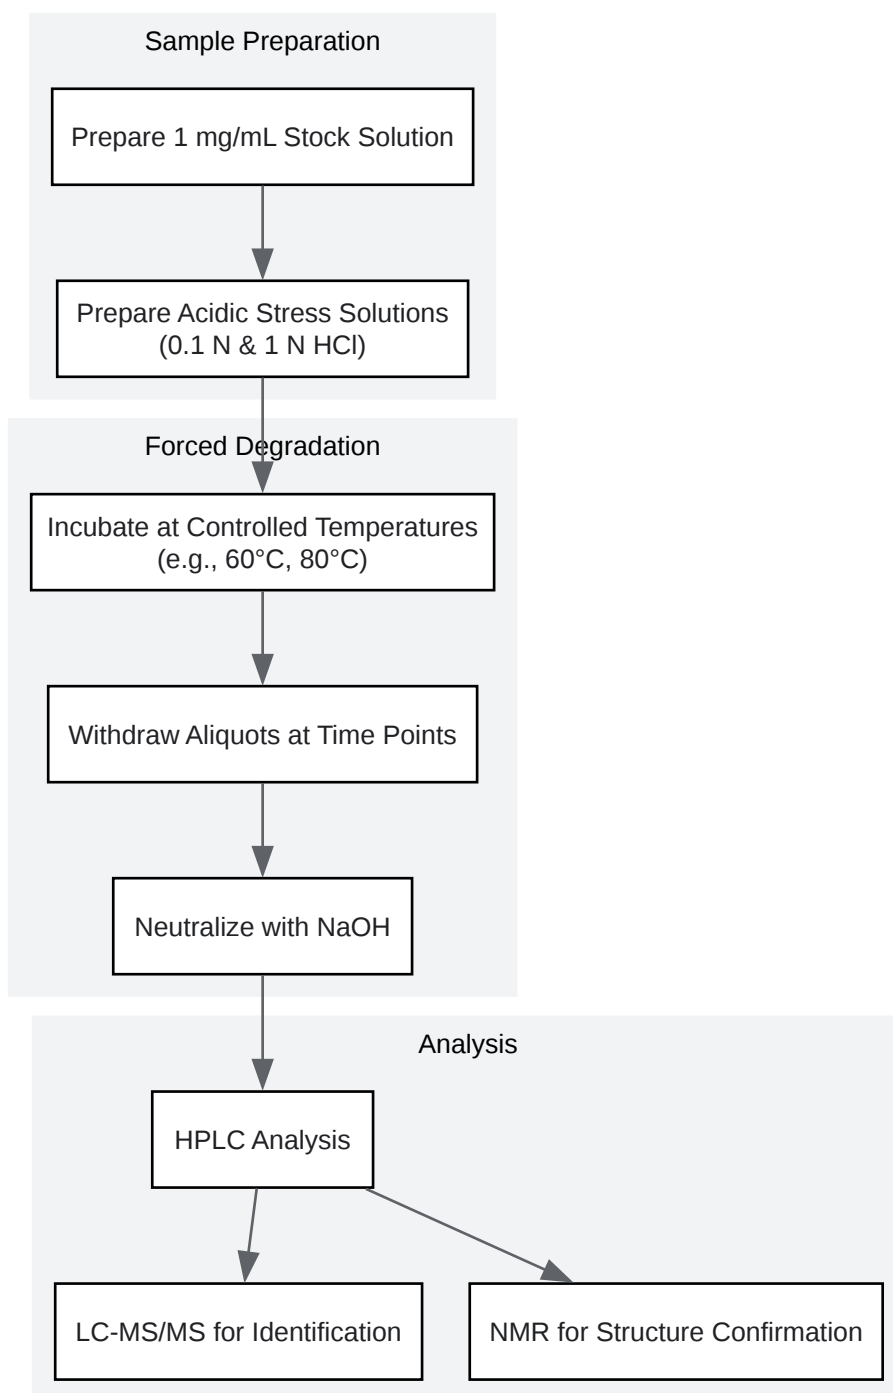 Sample Preparation
Prepare 1 mg/mL Stock Solution
Prepare Acidic Stress Solutions
(0.1 N & 1 N HCl)
Forced Degradation
Incubate at Controlled Temperatures
(e.g., 60°C, 80°C)
Withdraw Aliquots at Time Points
Neutralize with NaOH
Analysis
HPLC Analysis
LC-MS/MS for Identification
NMR for Structure Confirmation